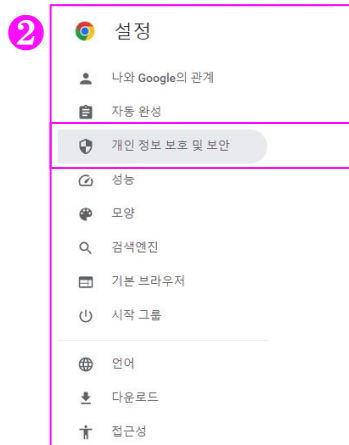 2
설정
나와 Google의 관계
자동 완성
개인 정보 보호 및 보안
성능
모양
검색엔진
기본 브라우저
시작 그룹
언어
다운로드
접근성